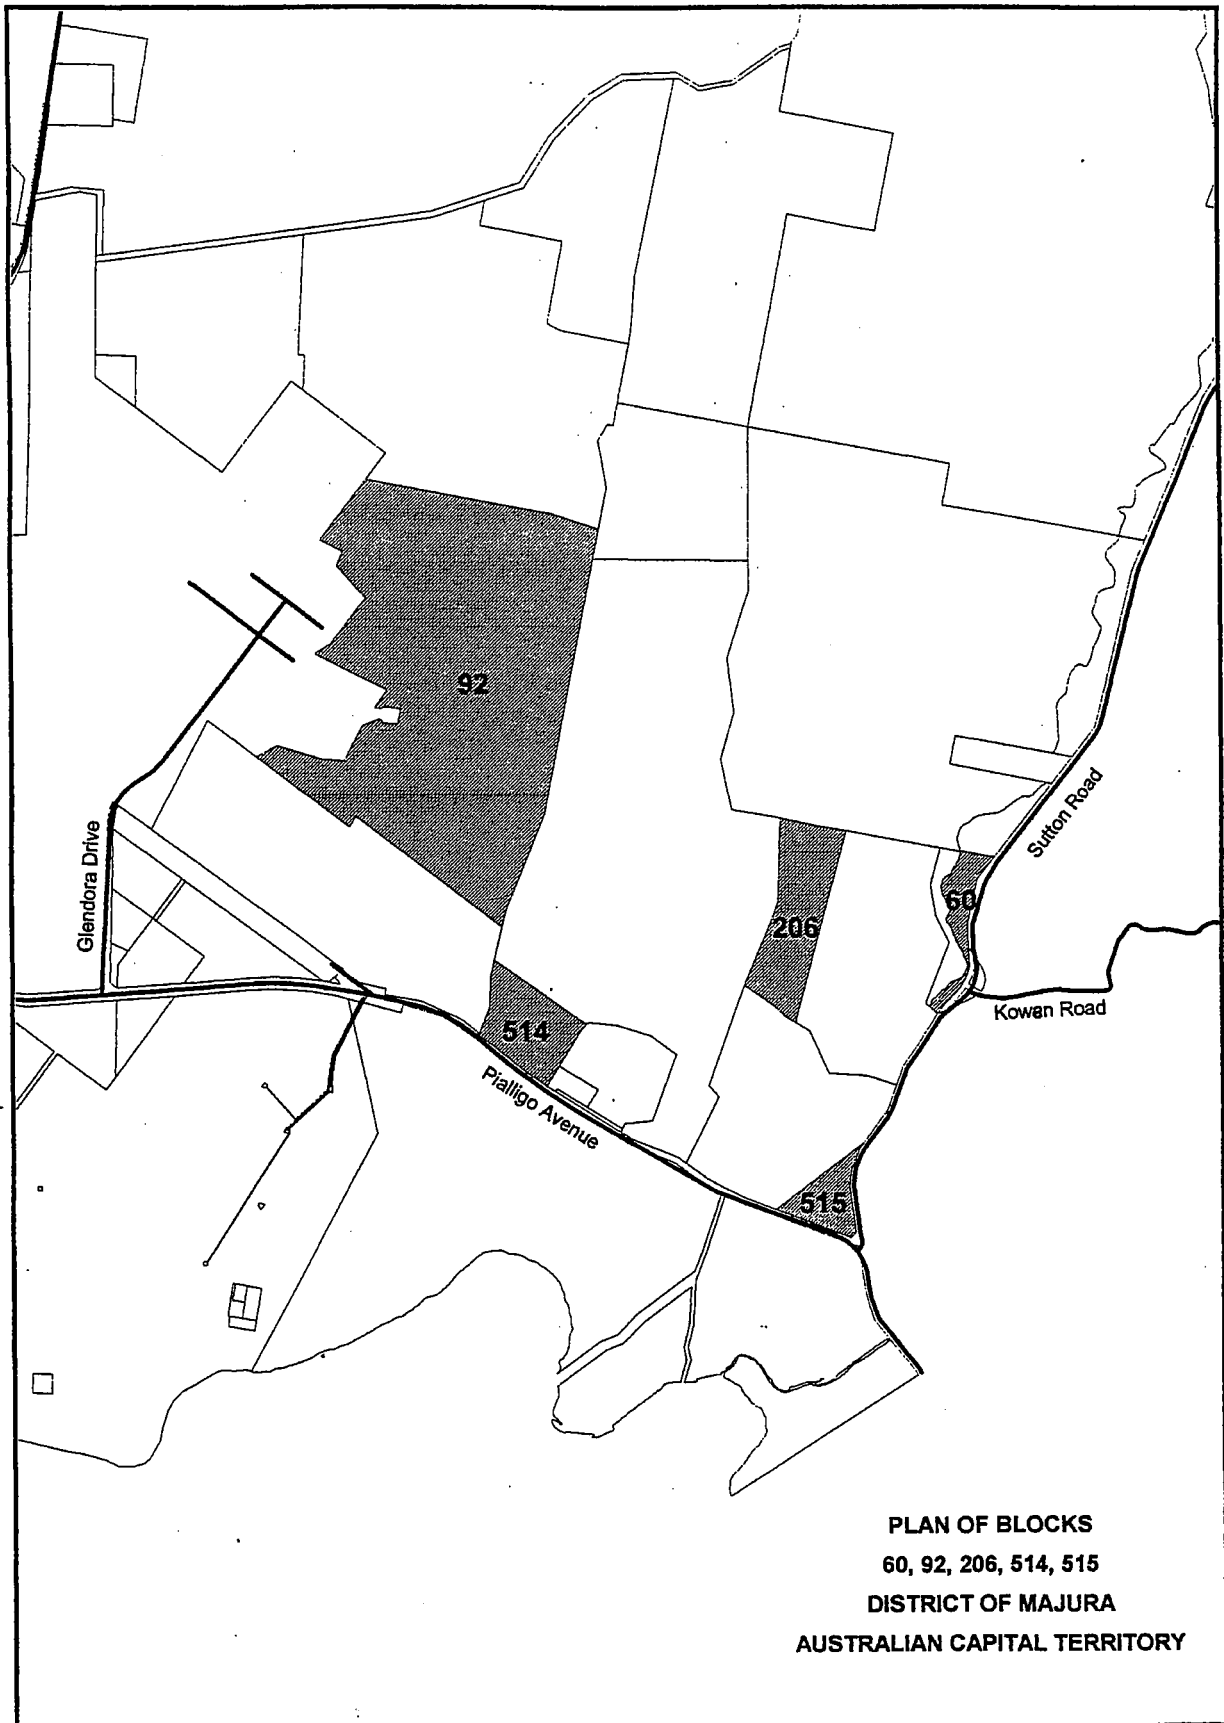 92
Sutton Road
Glendora Drive
60
206
Kowen Road
514
Pialligo Avenue
515
PLAN OF BLOCKS
60, 92, 206, 514, 515
DISTRICT OF MAJURA
AUSTRALIAN CAPITAL TERRITORY